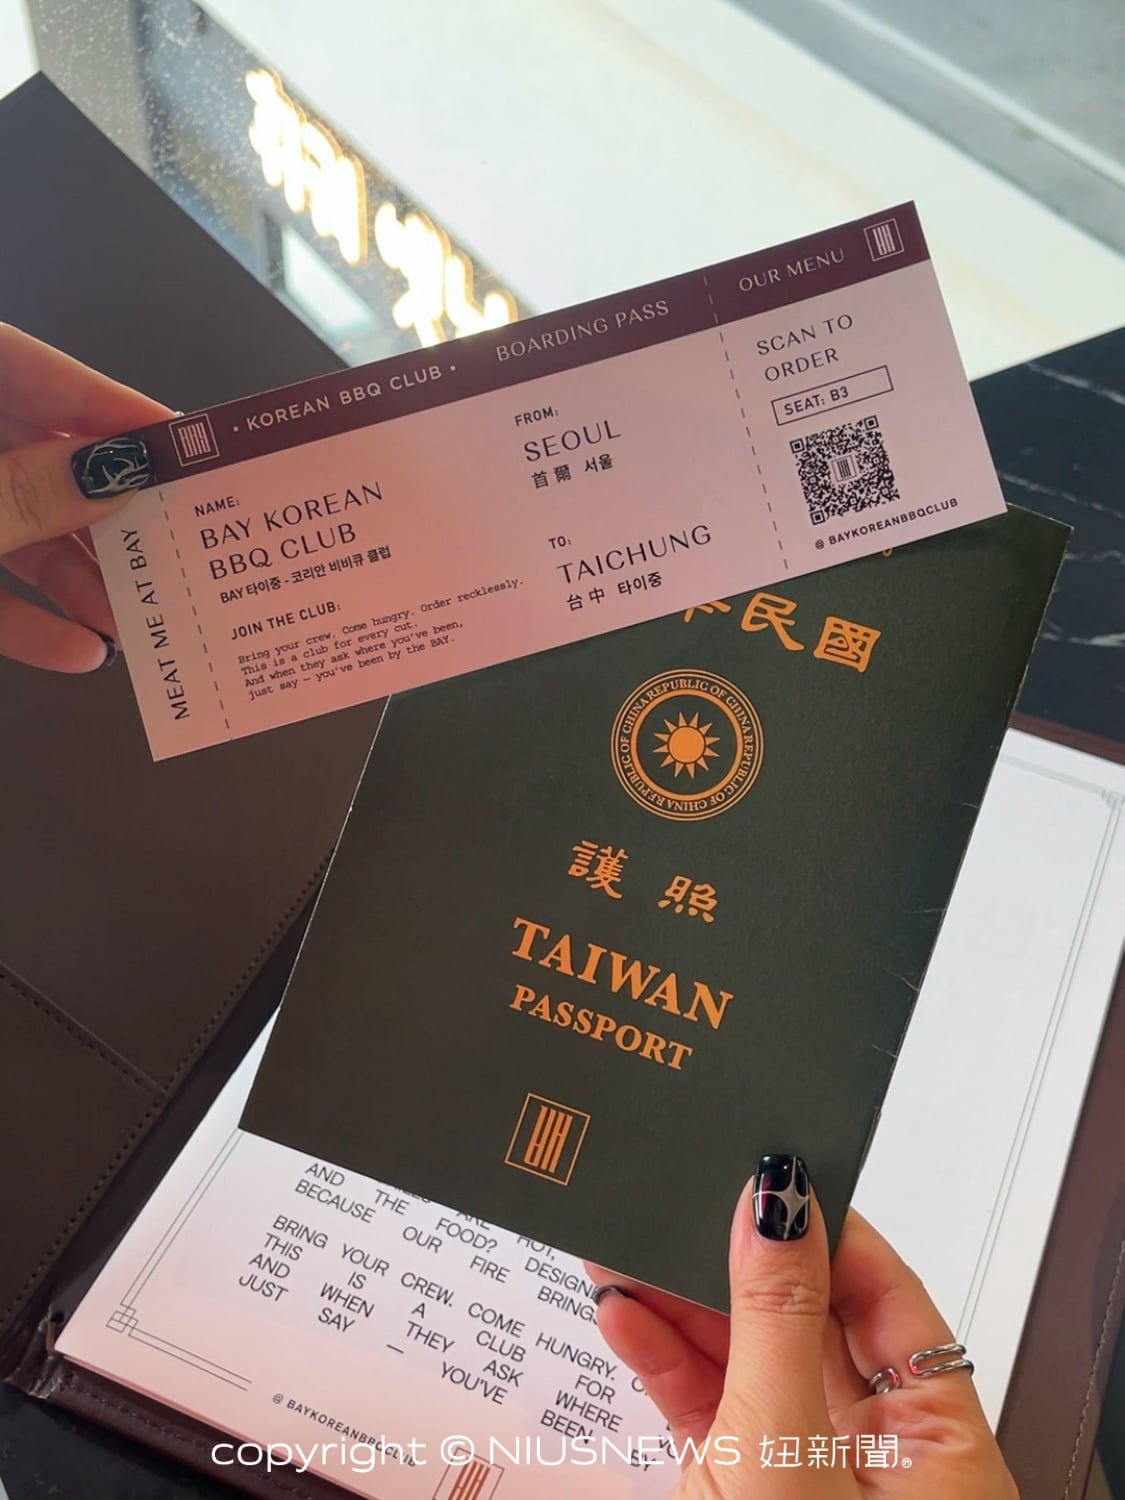 • KOREAN BBQ CLUB •
BOARDING PASS
OUR MENU
MEAT ME AT BAY
NAME:
BAY KOREAN
BBQ CLUB
BAY 타이중 - 코리안 비비큐 클럽
JOIN THE CLUB:
Bring your crew. Come hungry. Order recklessly.
This is a club for every cut.
And when they ask where you've been,
just say — you've been by the BAY.
FROM:
SEOUL
首爾 서울
TO:
TAICHUNG
台中 타이중
SCAN TO
ORDER
SEAT: B3
@ BAYKOREANBBQCLUB
民國
REPUBLIC OF CHINA REPUBLIC OF CHINA REPUBLIC OF CHINA
護照
TAIWAN
PASSPORT
ARE HOT,
AND THE FOOD? DESIGN
BECAUSE OUR FIRE BRINGS
BRING YOUR CREW. COME HUNGRY.
THIS IS A CLUB FOR
AND WHEN THEY ASK WHERE
JUST SAY — YOU'VE BEEN
@ BAYKOREANBBQCLUB
copyright © NIUSNEWS 妞新聞®